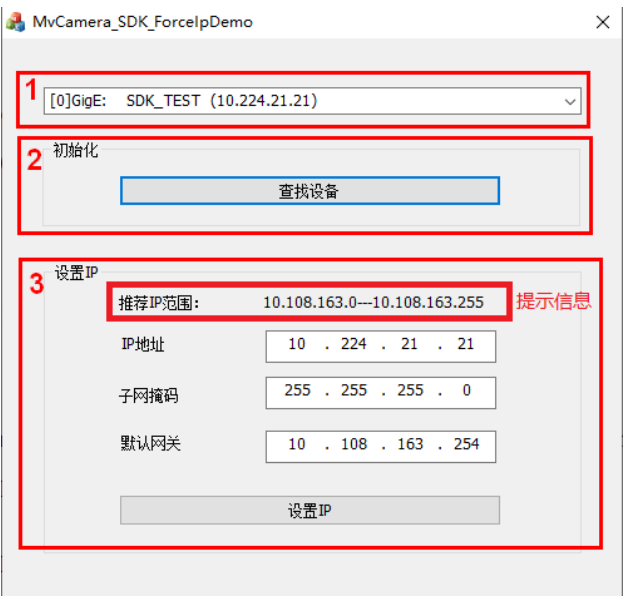 MvCamera_SDK_ForceIpDemo
1
[0]GigE: SDK_TEST (10.224.21.21)
2
初始化
查找设备
3
设置IP
推荐IP范围: 10.108.163.0---10.108.163.255 提示信息
IP地址 10 . 224 . 21 . 21
子网掩码 255 . 255 . 255 . 0
默认网关 10 . 108 . 163 . 254
设置IP